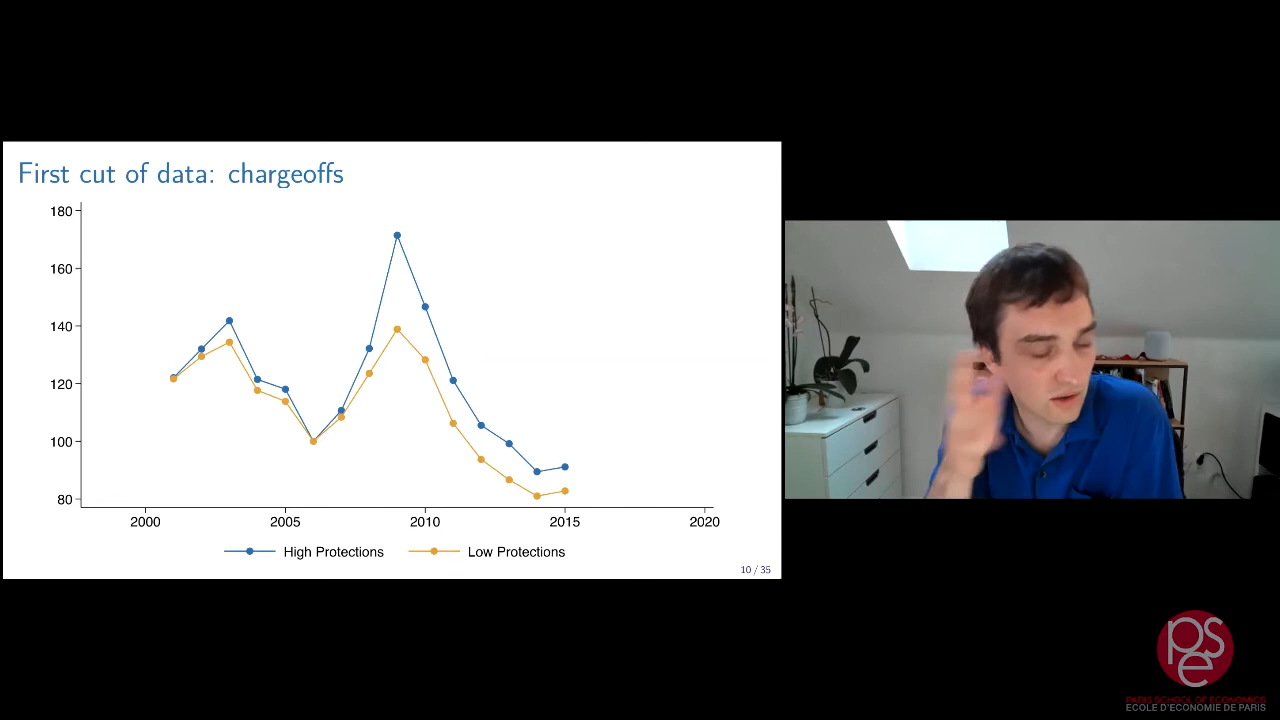 First cut of data: chargeoffs
180
160
140
120
100
80
2000 2005 2010 2015 2020
High Protections Low Protections
10 / 35
pse
PARIS SCHOOL OF ECONOMICS
ECOLE D'ECONOMIE DE PARIS